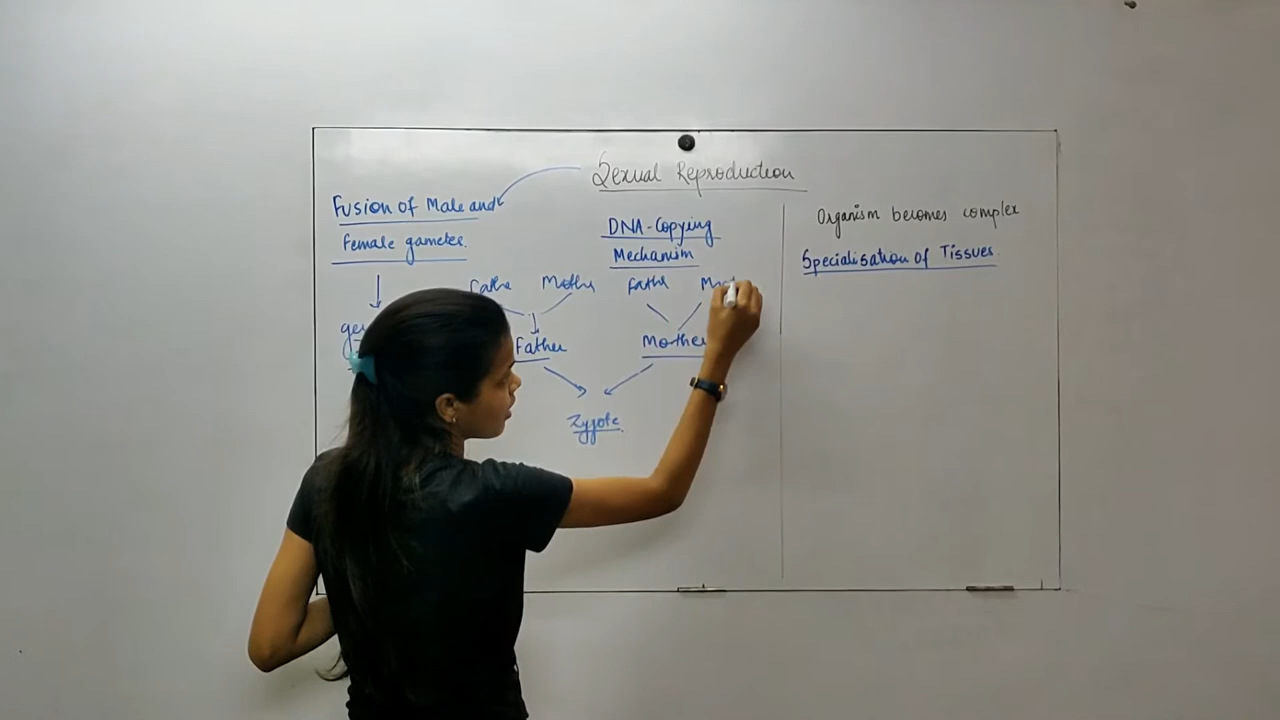 Sexual Reproduction
Fusion of Male and
Female gametes.
DNA-Copying
Mechanism
Mother Father
Father
Mother
Zygote
Organism becomes complex
Specialisation of Tissues.